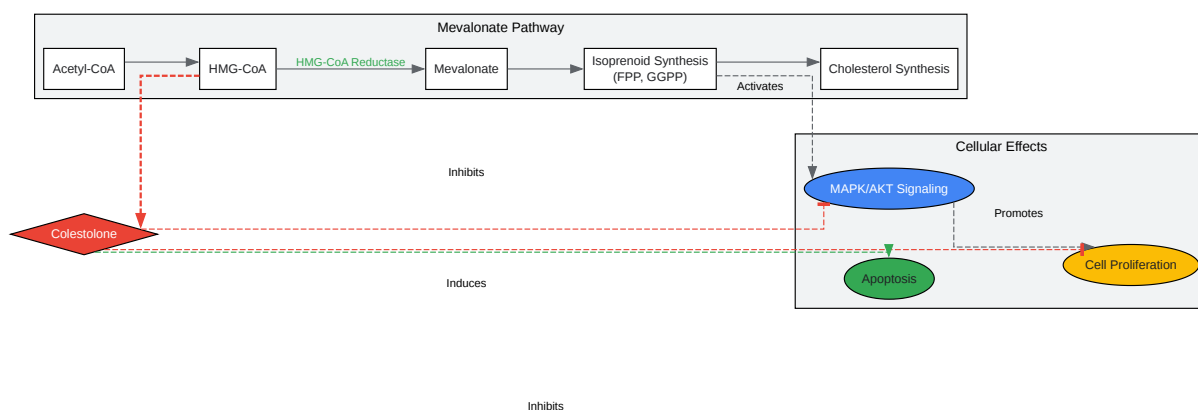 Mevalonate Pathway
Acetyl-CoA
HMG-CoA
HMG-CoA Reductase
Mevalonate
Isoprenoid Synthesis
(FPP, GGPP)
Cholesterol Synthesis
Activates
Cellular Effects
Inhibits
MAPK/AKT Signaling
Promotes
Colestolone
Cell Proliferation
Apoptosis
Induces
Inhibits